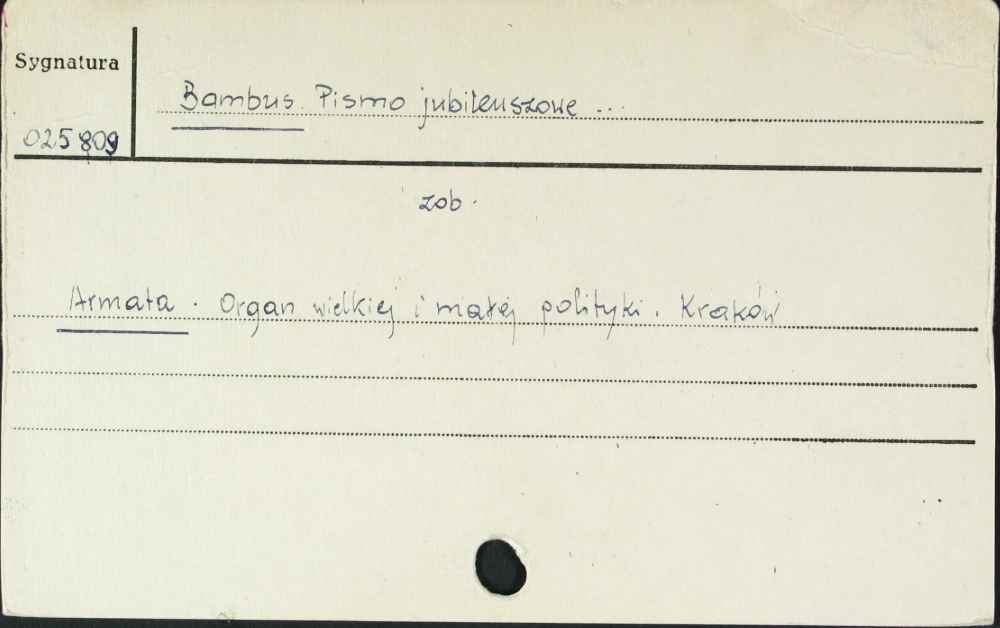 Sygnatura
Bambus. Pismo jubileuszowe ...
025809
zob.
Armata. Organ wielkiej i małej polityki. Kraków